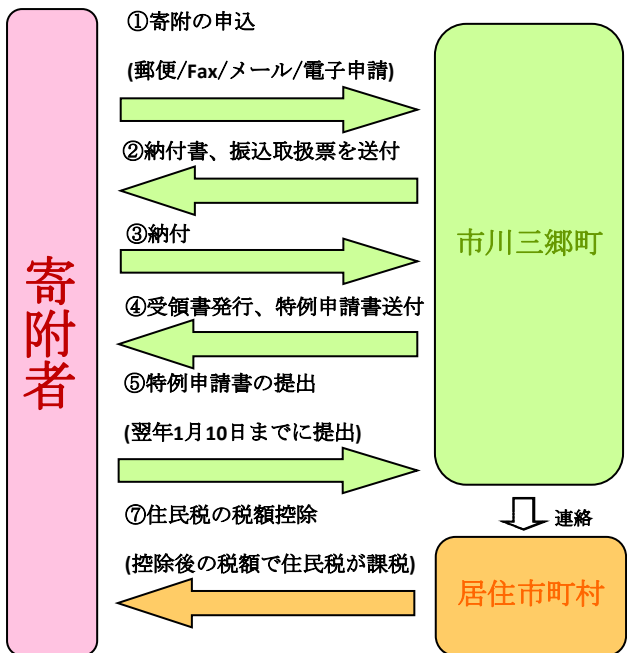 ①寄附の申込
(郵便/Fax/メール/電子申請)
②納付書、振込取扱票を送付
③納付
④受領書発行、特例申請書送付
⑤特例申請書の提出
(翌年1月10日までに提出)
⑦住民税の税額控除
(控除後の税額で住民税が課税)
寄附者
市川三郷町
連絡
居住市町村